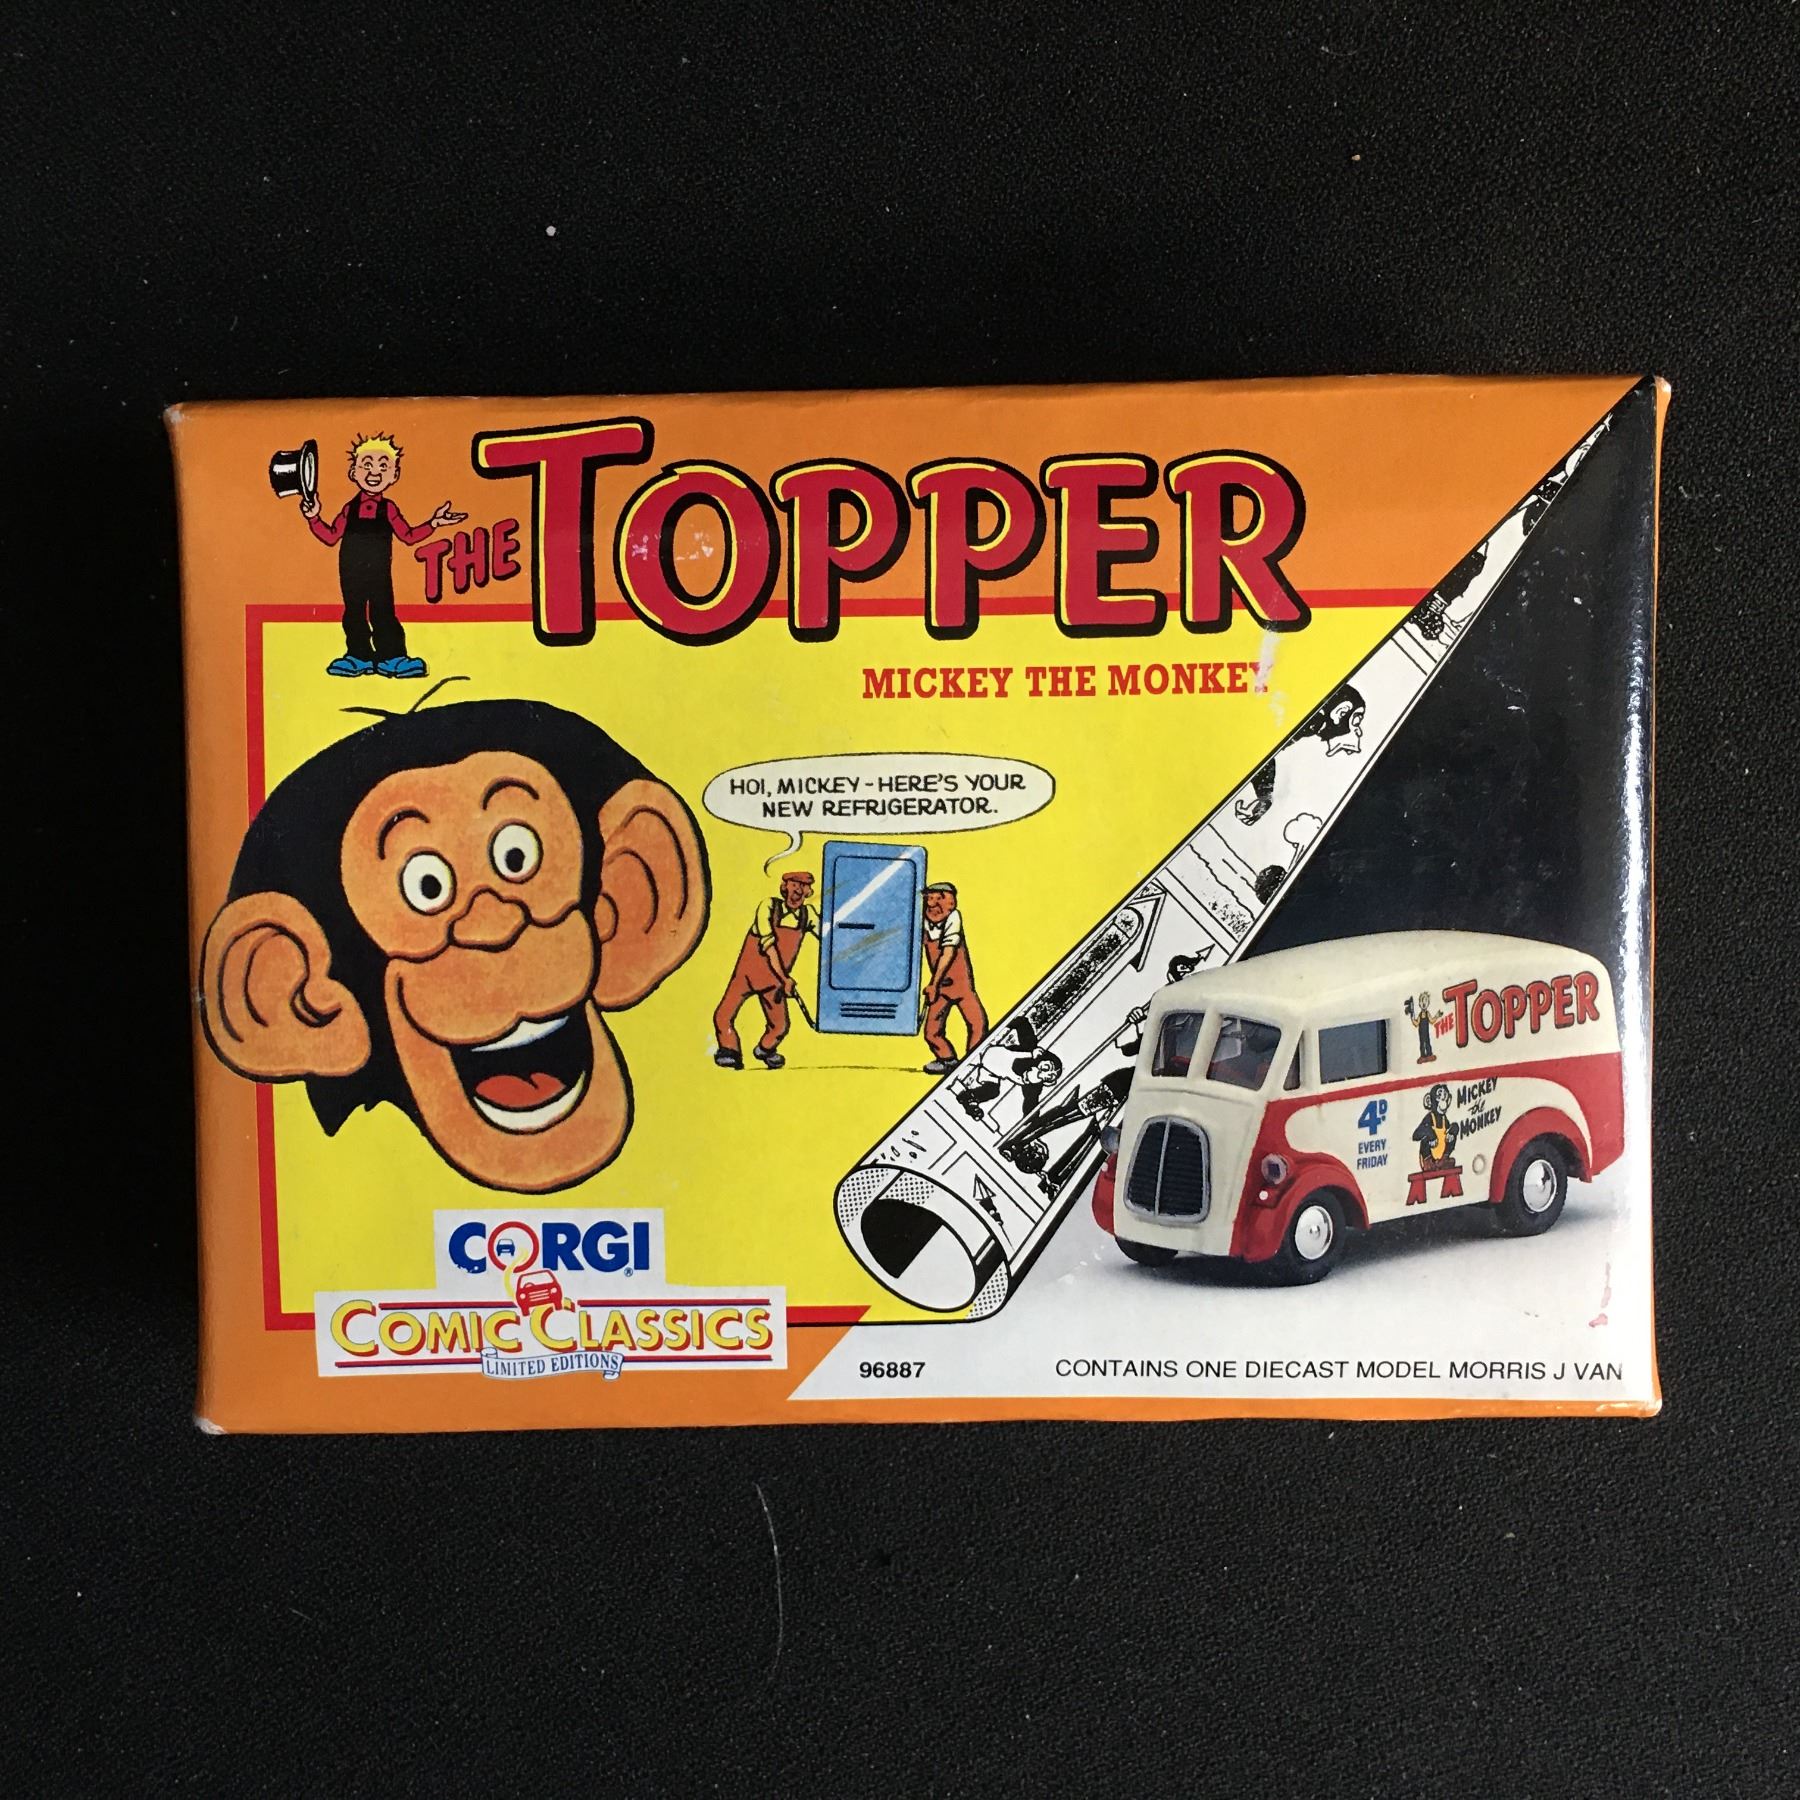 THE TOPPER
MICKEY THE MONKEY
HOI, MICKEY - HERE'S YOUR
NEW REFRIGERATOR.
THE TOPPER
4D
EVERY
FRIDAY
MICKEY
THE
MONKEY
CORGI®
COMIC CLASSICS
LIMITED EDITIONS
96887
CONTAINS ONE DIECAST MODEL MORRIS J VAN